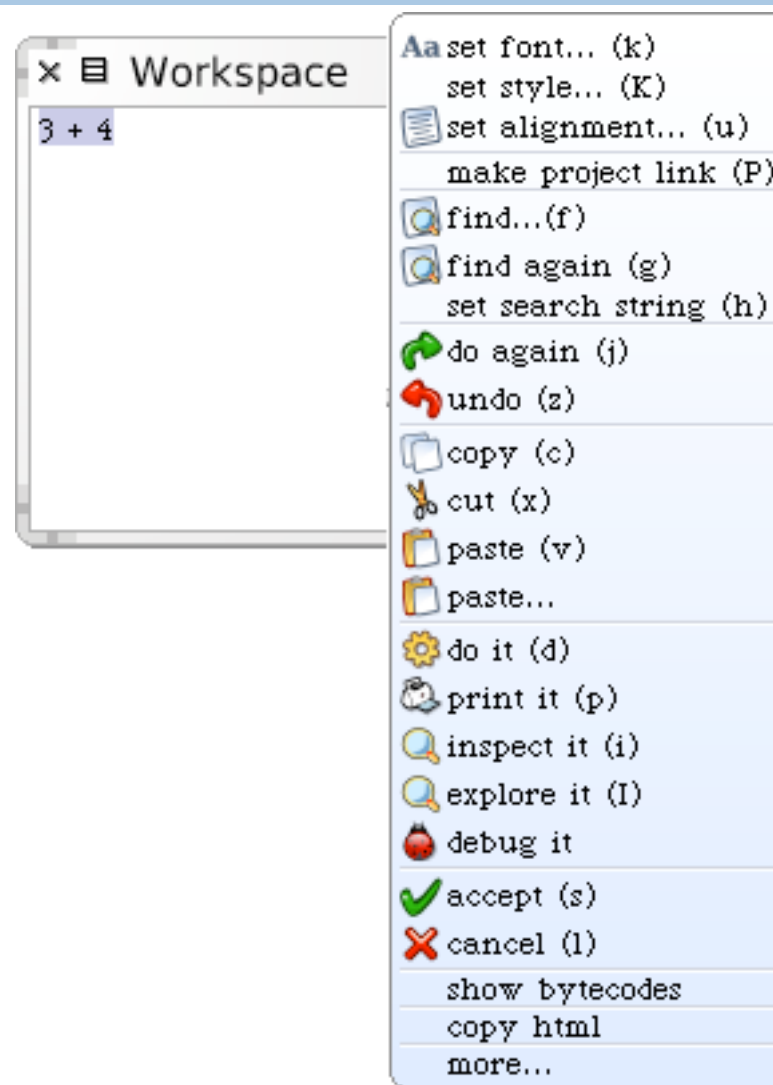 Workspace
3 + 4
Aa set font... (k)
set style... (K)
set alignment... (u)
make project link (P)
find...(f)
find again (g)
set search string (h)
do again (j)
undo (z)
copy (c)
cut (x)
paste (v)
paste...
do it (d)
print it (p)
inspect it (i)
explore it (I)
debug it
accept (s)
cancel (l)
show bytecodes
copy html
more...